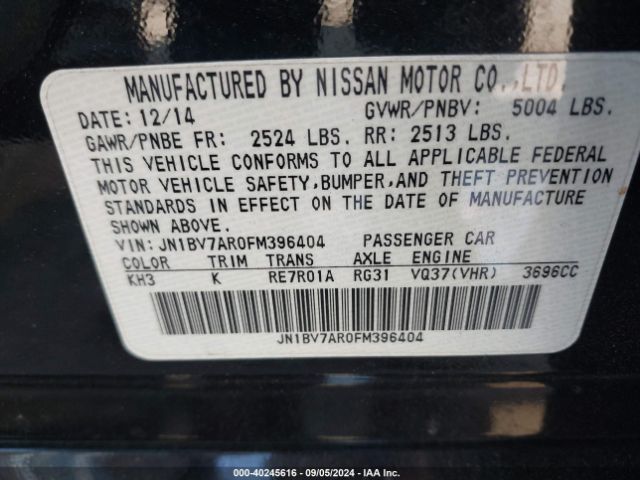 MANUFACTURED BY NISSAN MOTOR CO.,LTD.
DATE: 12/14 GVWR/PNBV: 5004 LBS.
GAWR/PNBE FR: 2524 LBS. RR: 2513 LBS.
THIS VEHICLE CONFORMS TO ALL APPLICABLE FEDERAL
MOTOR VEHICLE SAFETY,BUMPER,AND THEFT PREVENTION
STANDARDS IN EFFECT ON THE DATE OF MANUFACTURE
SHOWN ABOVE.
VIN: JN1BV7AR0FM396404 PASSENGER CAR
COLOR TRIM TRANS AXLE ENGINE
KH3 K RE7R01A RG31 VQ37(VHR) 3696CC
JN1BV7AR0FM396404
000-40245616 - 09/05/2024 - IAA Inc.